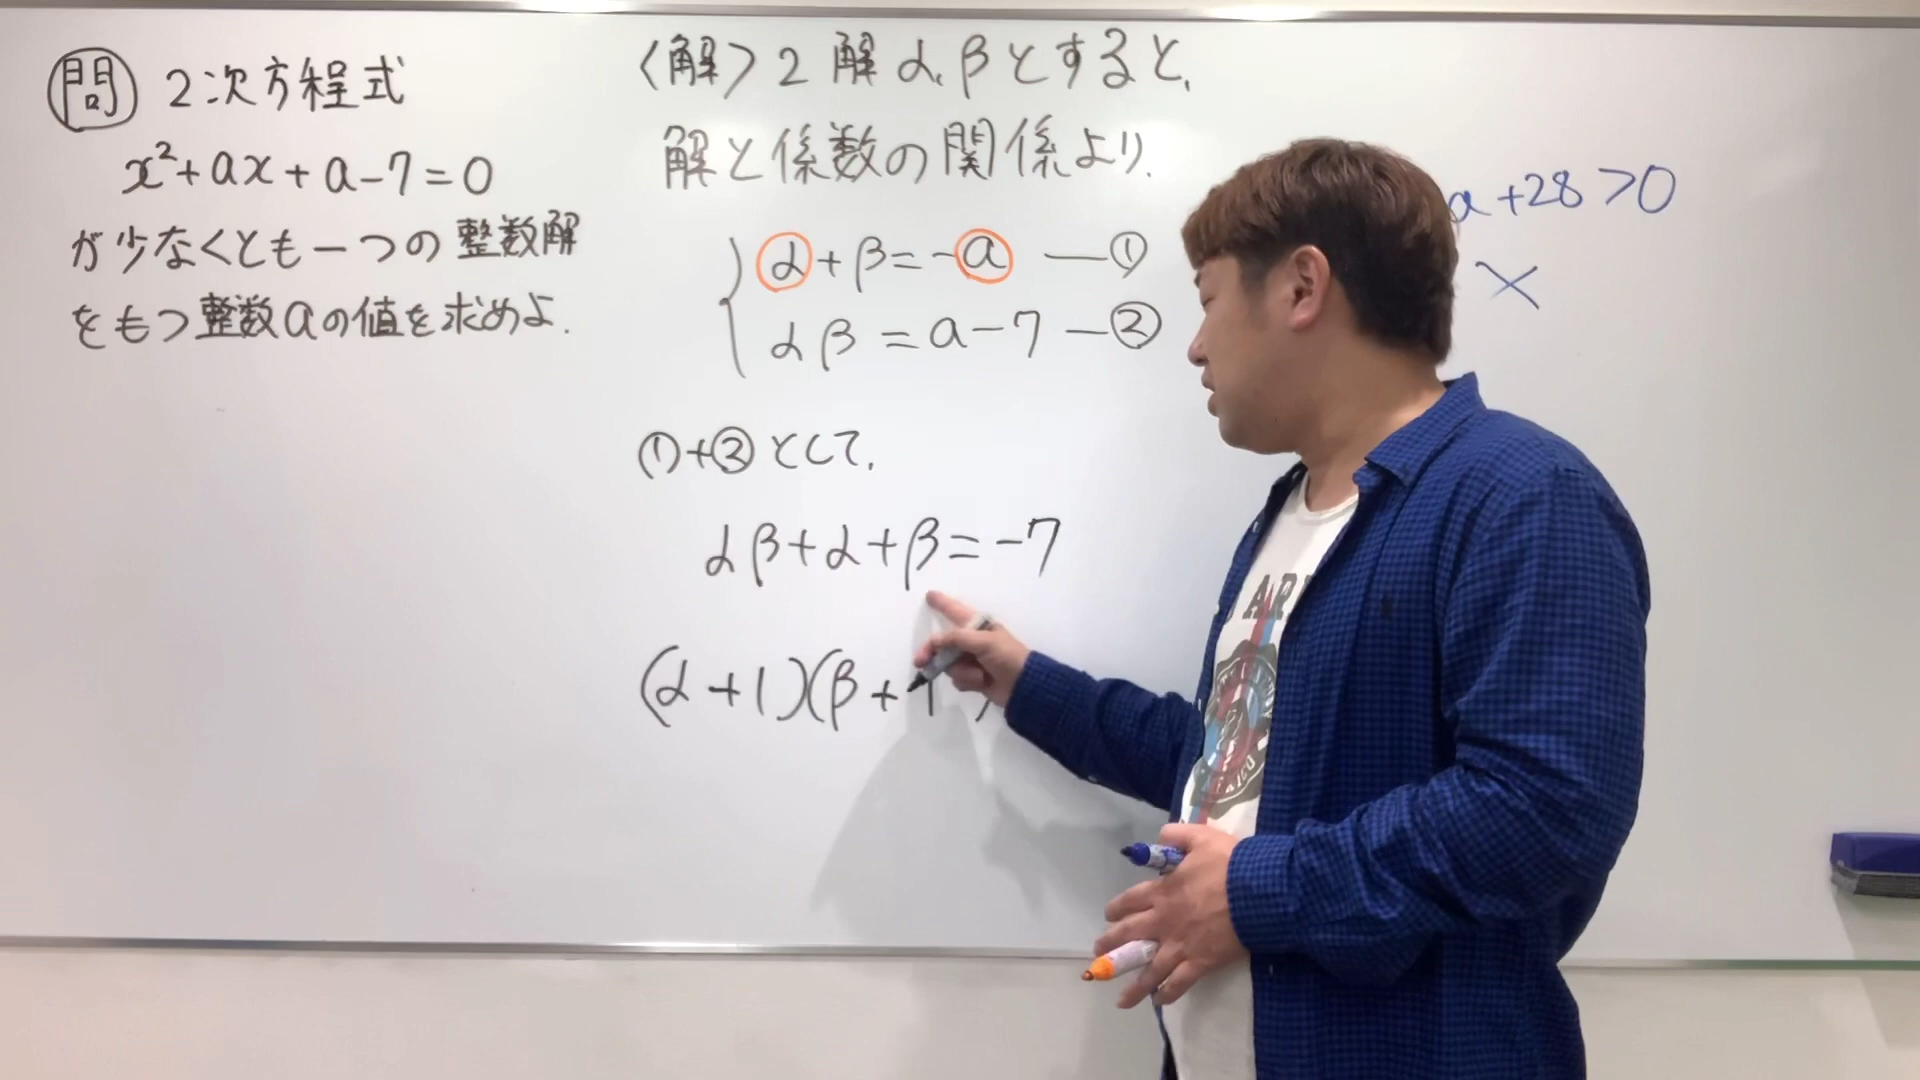 問 2次方程式
x²+ax+a-7=0
が少なくとも一つの整数解
をもつ整数aの値を求めよ.
<解> 2解α,βとすると,
解と係数の関係より,
α+β=-a ―①
αβ=a-7 ―②
①+②として,
αβ+α+β=-7
(α+1)(β+1)
a+28>0
×